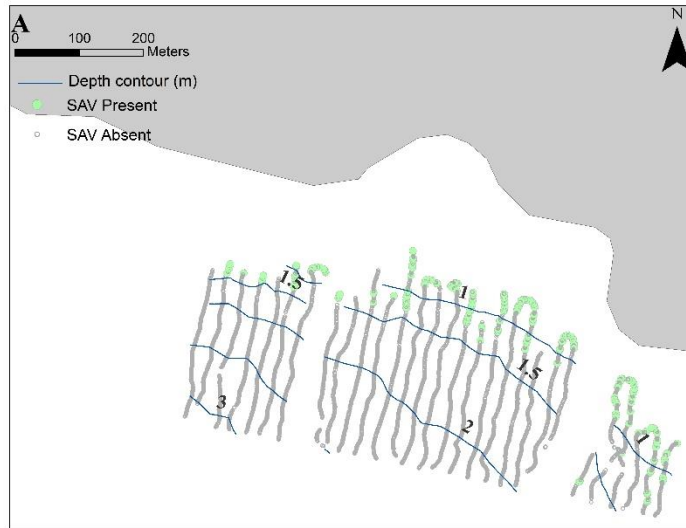 A
N
0 100 200
Meters
Depth contour (m)
SAV Present
SAV Absent
1.5
1
1.5
3
2
1